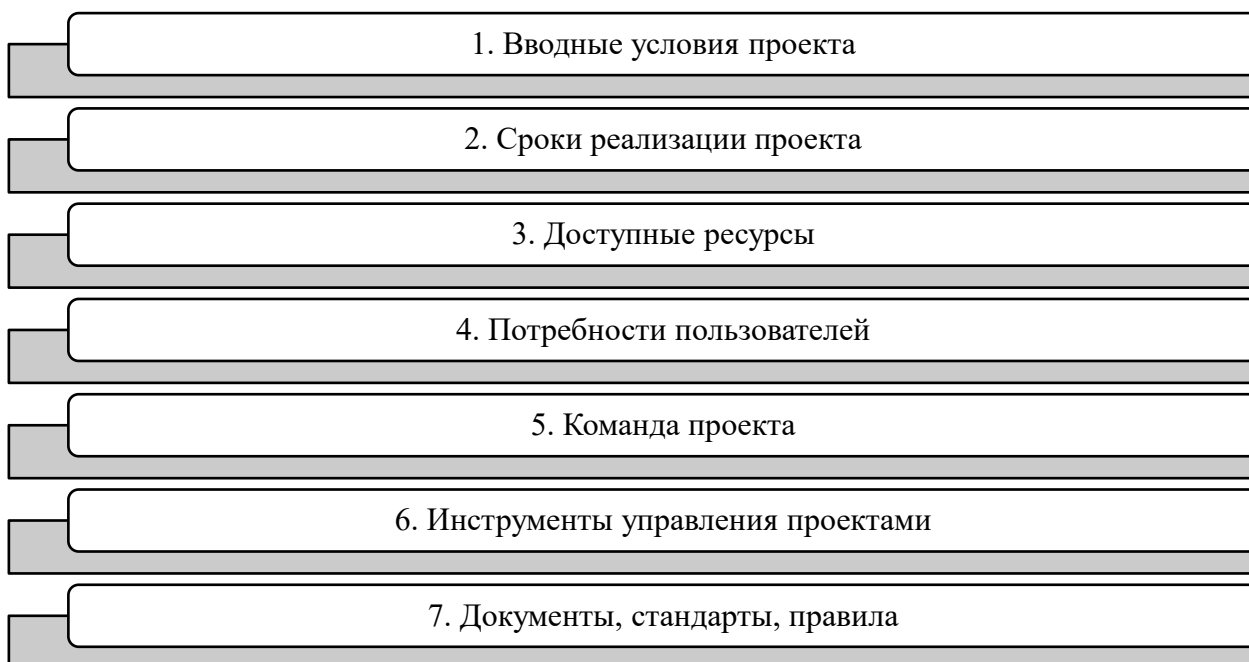 1. Вводные условия проекта
2. Сроки реализации проекта
3. Доступные ресурсы
4. Потребности пользователей
5. Команда проекта
6. Инструменты управления проектами
7. Документы, стандарты, правила